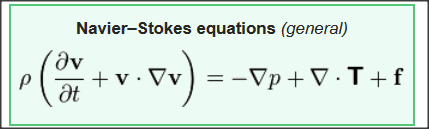 Navier–Stokes equations (general)
ρ ( ∂v/∂t + v · ∇v ) = −∇p + ∇ · T + f